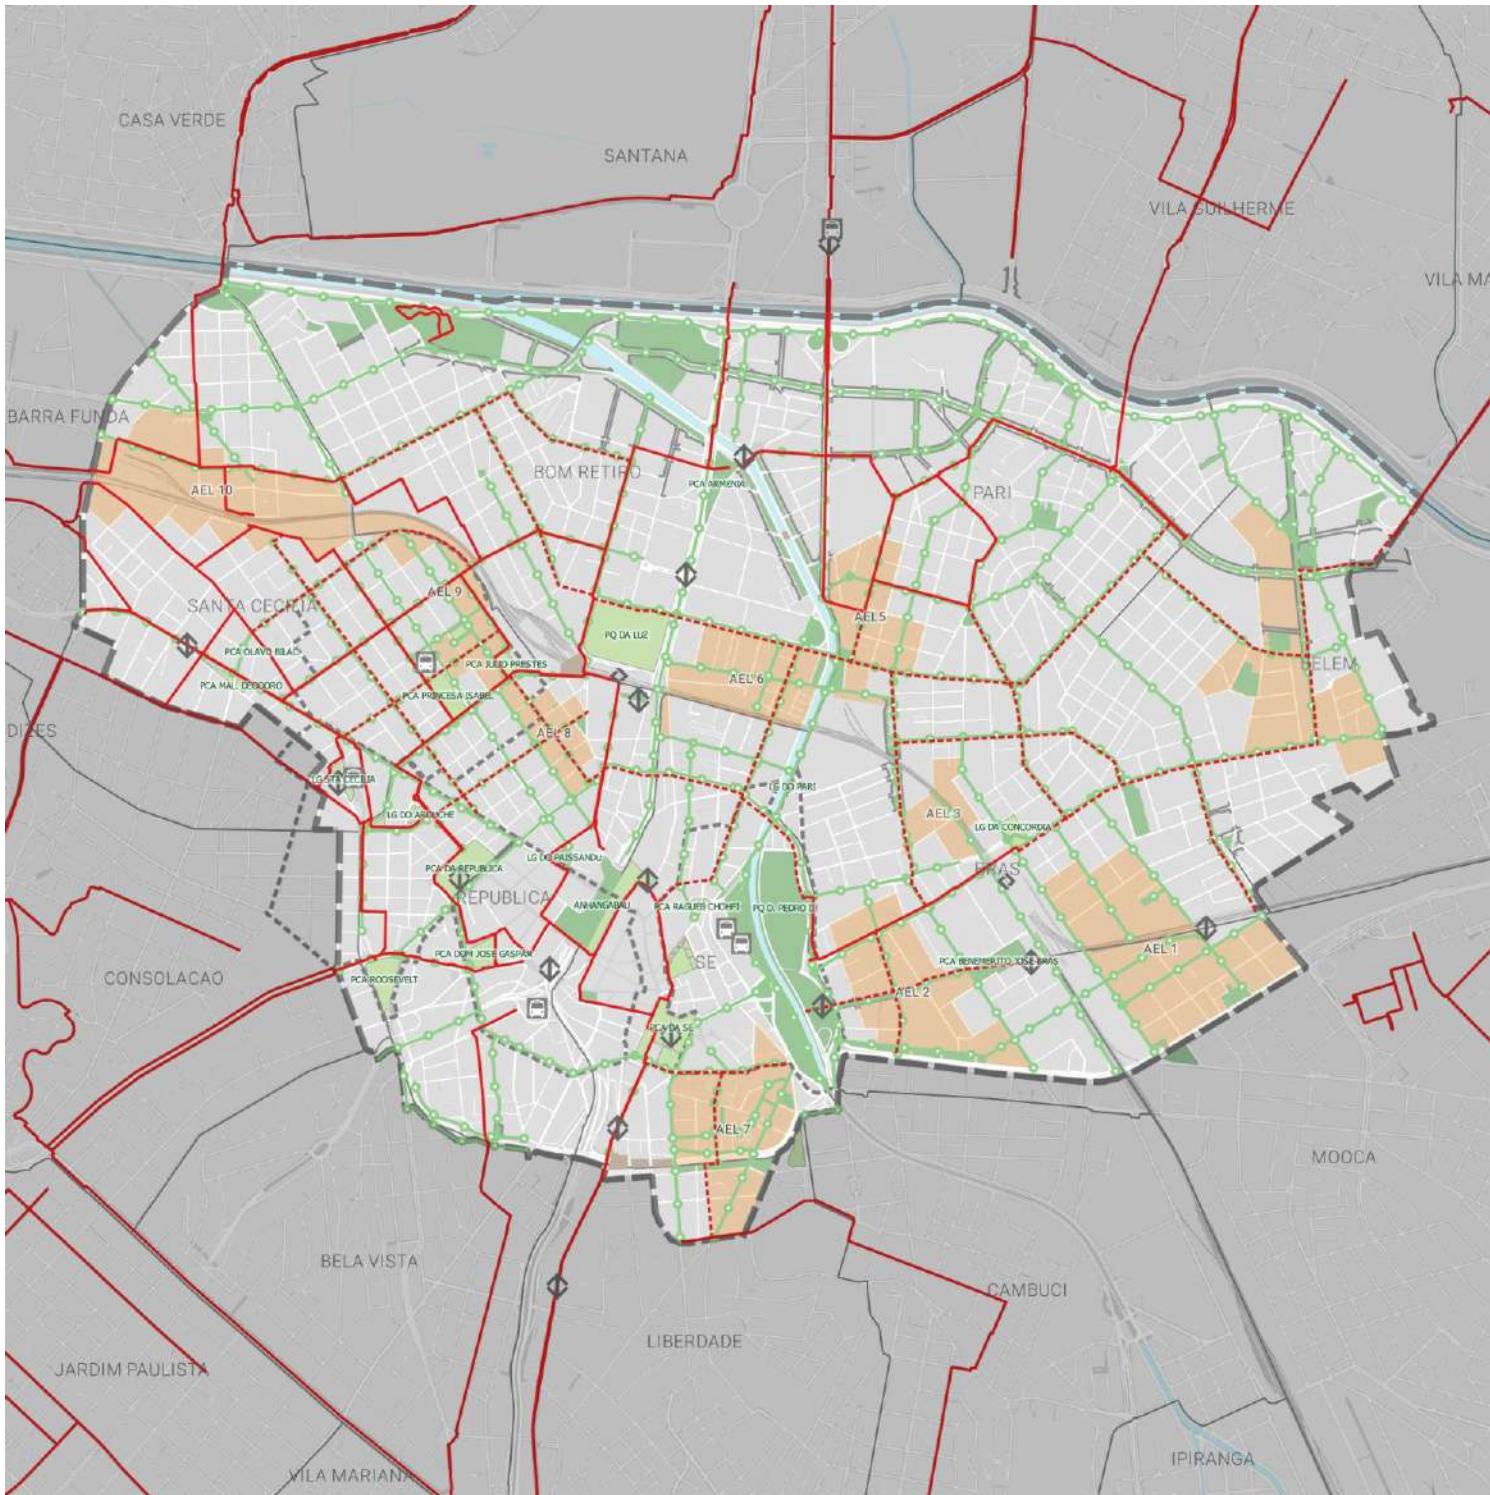 CASA VERDE
SANTANA
VILA GUILHERME
VILA MA
BARRA FUNDA
BOM RETIRO
PCA ARMENIA
PARI
AEL 10
AEL 9
SANTA CECILIA
AEL 5
PQ DA LUZ
PCA OLAVO BILAC
PCA JULIO PRESTES
BELEM
PCA MAL. DEODORO
PCA PRINCESA ISABEL
AEL 6
DIZES
AEL 8
LG STA CECILIA
LG DO PARI
LG DO AROUCHE
AEL 3
LG DA CONCORDIA
LG DO PAISSANDU
PCA DA REPUBLICA
BRAS
REPUBLICA
ANHANGABAU
PCA RAGUEB CHOHFI
PQ D. PEDRO II
PCA DOM JOSE GASPAR
SE
AEL 1
PCA BENEMERITO JOSE BRAS
CONSOLACAO
PCA ROOSEVELT
AEL 2
PCA DA SE
AEL 7
MOOCA
BELA VISTA
CAMBUCI
LIBERDADE
JARDIM PAULISTA
IPIRANGA
VILA MARIANA